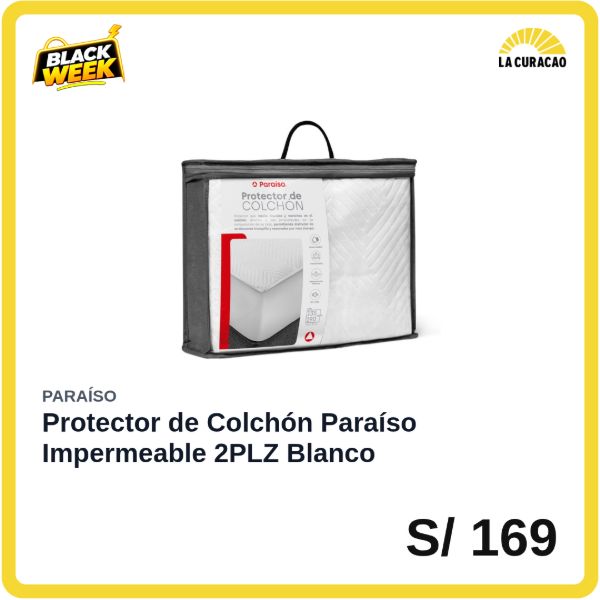 BLACK
WEEK
LA CURACAO
Paraíso
Protector de
COLCHÓN
PARAÍSO
Protector de Colchón Paraíso
Impermeable 2PLZ Blanco
S/ 169